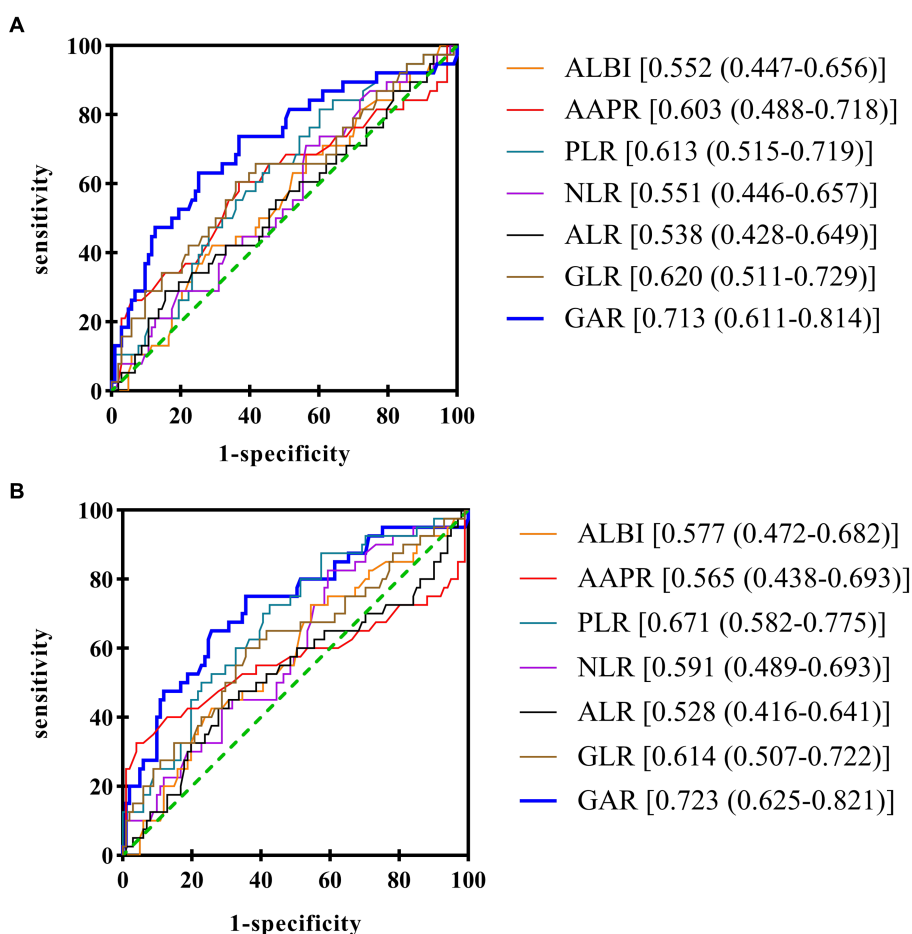 A
100
80
60
40
20
0
sensitivity
0 20 40 60 80 100
1-specificity
ALBI [0.552 (0.447-0.656)]
AAPR [0.603 (0.488-0.718)]
PLR [0.613 (0.515-0.719)]
NLR [0.551 (0.446-0.657)]
ALR [0.538 (0.428-0.649)]
GLR [0.620 (0.511-0.729)]
GAR [0.713 (0.611-0.814)]
B
100
80
60
40
20
0
sensitivity
0 20 40 60 80 100
1-specificity
ALBI [0.577 (0.472-0.682)]
AAPR [0.565 (0.438-0.693)]
PLR [0.671 (0.582-0.775)]
NLR [0.591 (0.489-0.693)]
ALR [0.528 (0.416-0.641)]
GLR [0.614 (0.507-0.722)]
GAR [0.723 (0.625-0.821)]